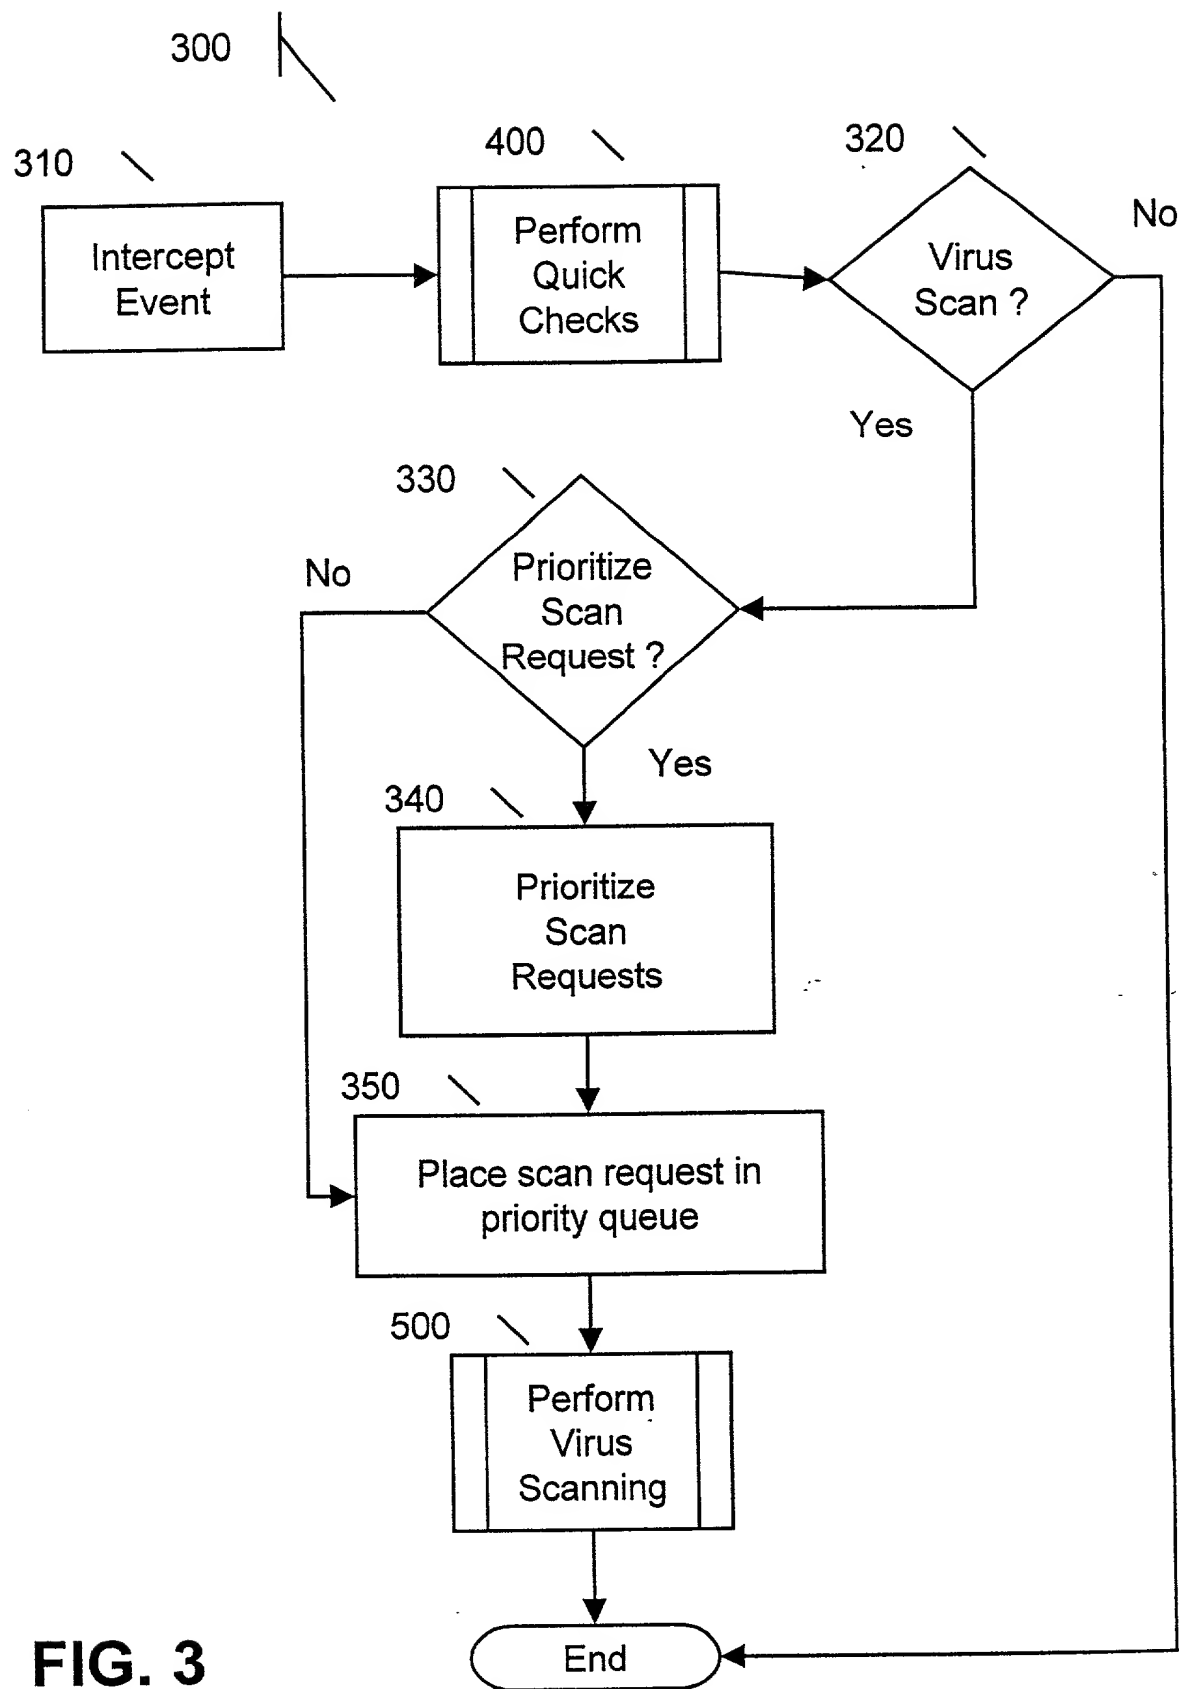 300
310
Intercept
Event
400
Perform
Quick
Checks
320
Virus
Scan ?
No
Yes
330
Prioritize
Scan
Request ?
No
Yes
340
Prioritize
Scan
Requests
350
Place scan request in
priority queue
500
Perform
Virus
Scanning
End
FIG. 3